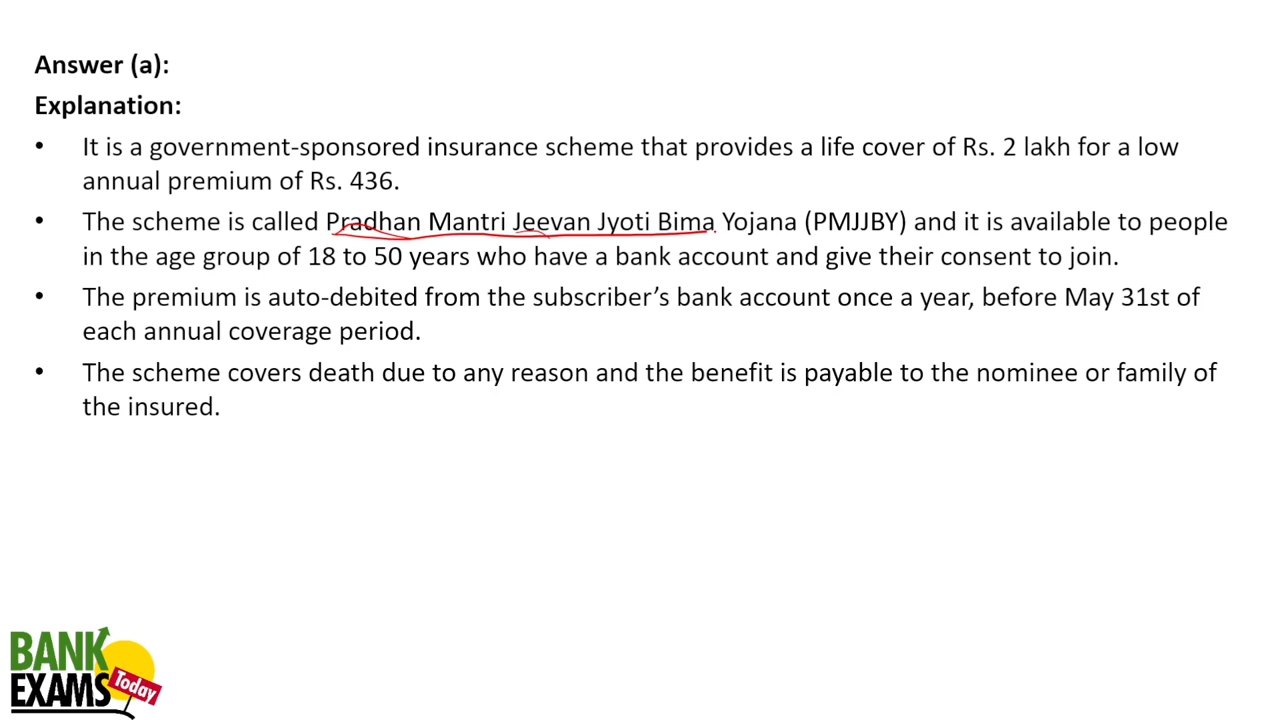 Answer (a):
Explanation:
• It is a government-sponsored insurance scheme that provides a life cover of Rs. 2 lakh for a low
annual premium of Rs. 436.
• The scheme is called Pradhan Mantri Jeevan Jyoti Bima Yojana (PMJJBY) and it is available to people
in the age group of 18 to 50 years who have a bank account and give their consent to join.
• The premium is auto-debited from the subscriber’s bank account once a year, before May 31st of
each annual coverage period.
• The scheme covers death due to any reason and the benefit is payable to the nominee or family of
the insured.
BANK
EXAMS
Today